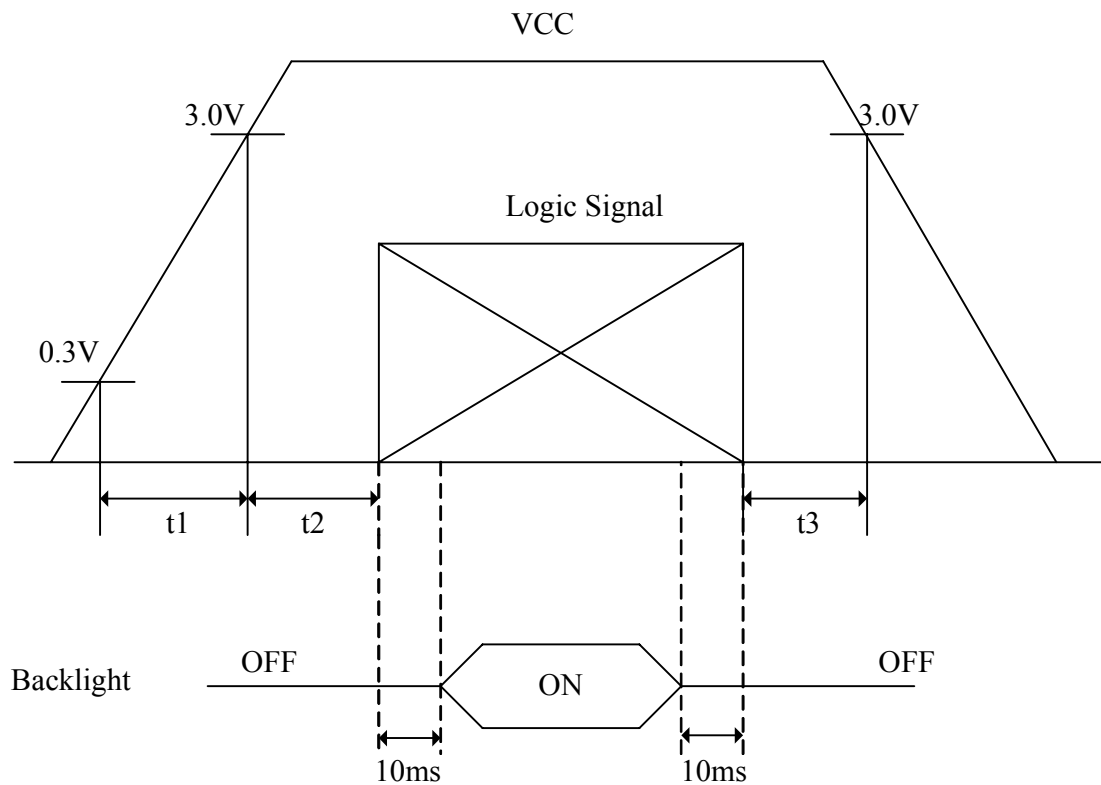 VCC
3.0V
3.0V
Logic Signal
0.3V
t1
t2
t3
Backlight
OFF
ON
OFF
10ms
10ms